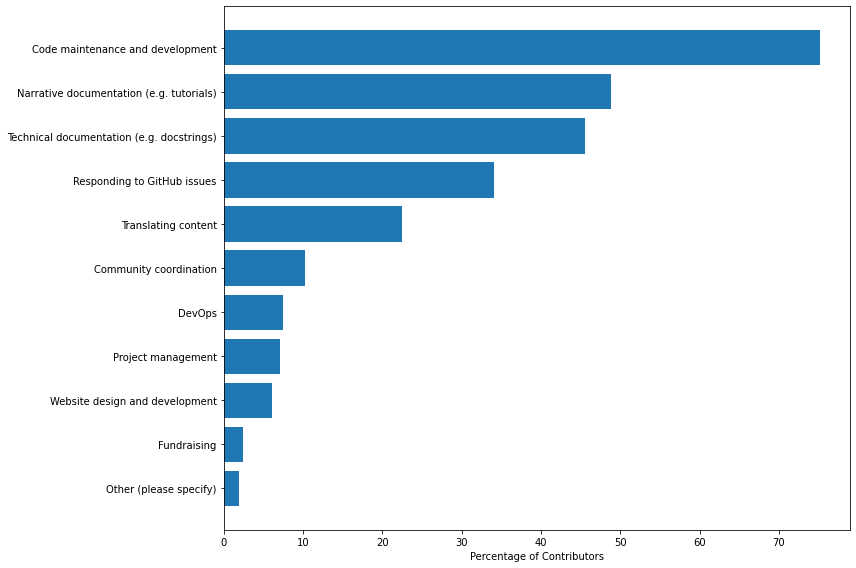 Code maintenance and development
Narrative documentation (e.g. tutorials)
Technical documentation (e.g. docstrings)
Responding to GitHub issues
Translating content
Community coordination
DevOps
Project management
Website design and development
Fundraising
Other (please specify)
0 10 20 30 40 50 60 70
Percentage of Contributors